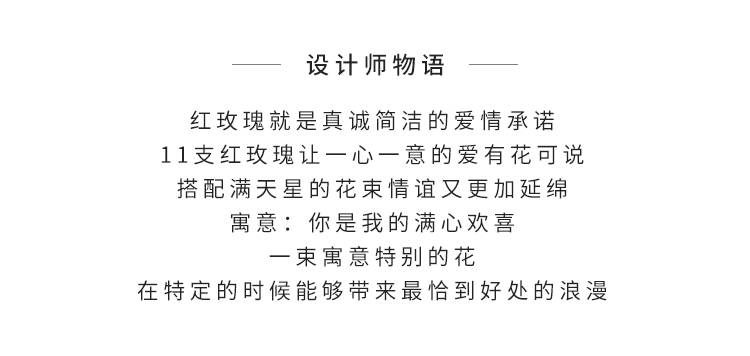 设计师物语
红玫瑰就是真诚简洁的爱情承诺
11支红玫瑰让一心一意的爱有花可说
搭配满天星的花束情谊又更加延绵
寓意：你是我的满心欢喜
一束寓意特别的花
在特定的时候能够带来最恰到好处的浪漫